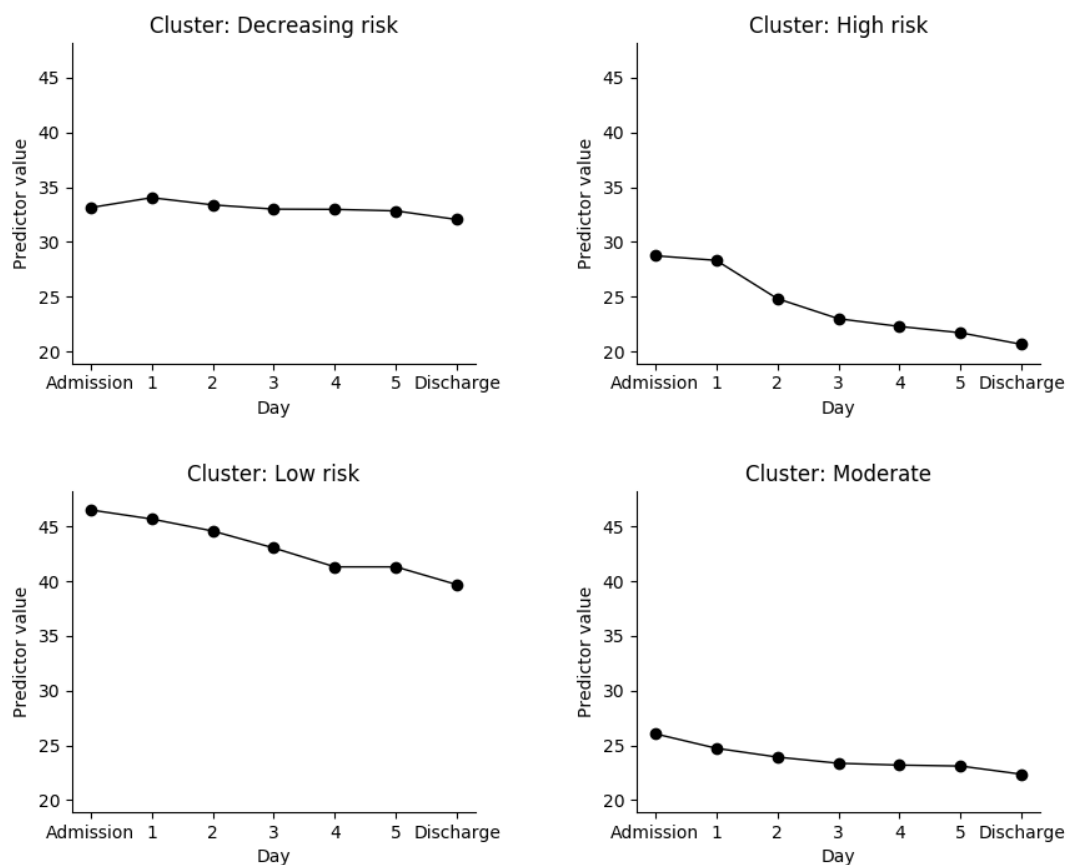 Cluster: Decreasing risk
Predictor value
45
40
35
30
25
20
Admission 1 2 3 4 5 Discharge
Day
Cluster: High risk
Predictor value
45
40
35
30
25
20
Admission 1 2 3 4 5 Discharge
Day
Cluster: Low risk
Predictor value
45
40
35
30
25
20
Admission 1 2 3 4 5 Discharge
Day
Cluster: Moderate
Predictor value
45
40
35
30
25
20
Admission 1 2 3 4 5 Discharge
Day